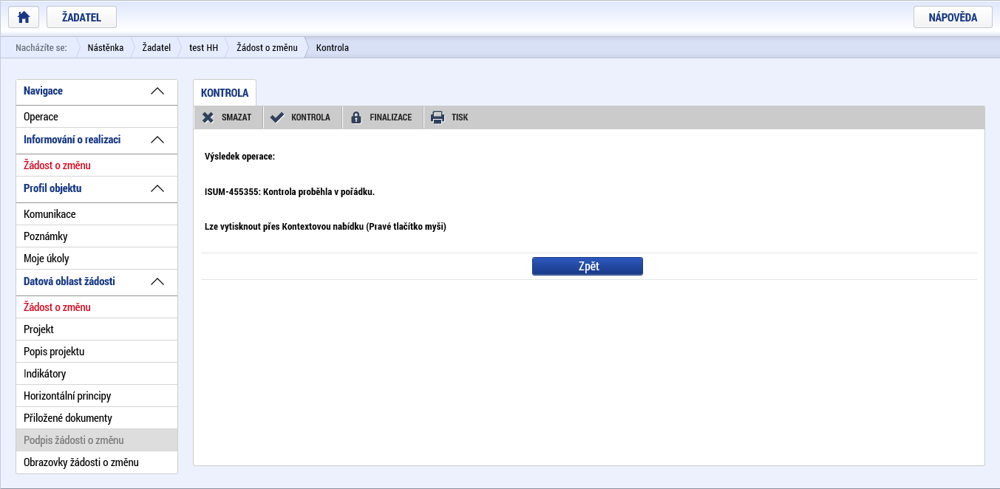 ŽADATEL
NÁPOVĚDA
Nacházíte se:
Nástěnka
Žadatel
test HH
Žádost o změnu
Kontrola
Navigace
Operace
Informování o realizaci
Žádost o změnu
Profil objektu
Komunikace
Poznámky
Moje úkoly
Datová oblast žádosti
Žádost o změnu
Projekt
Popis projektu
Indikátory
Horizontální principy
Přiložené dokumenty
Podpis žádosti o změnu
Obrazovky žádosti o změnu
KONTROLA
SMAZAT
KONTROLA
FINALIZACE
TISK
Výsledek operace:
ISUM-455355: Kontrola proběhla v pořádku.
Lze vytisknout přes Kontextovou nabídku (Pravé tlačítko myši)
Zpět